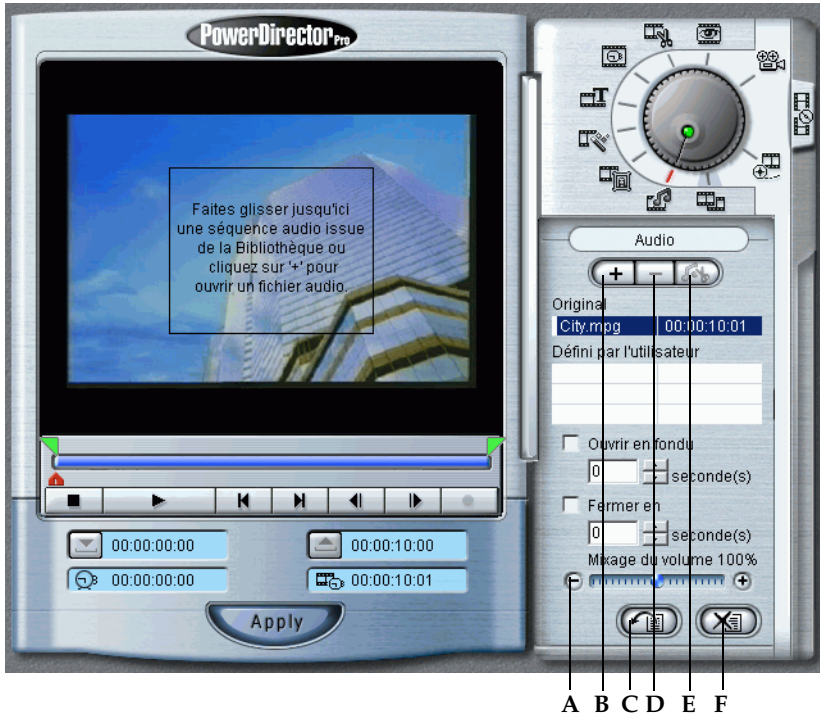 PowerDirector Pro
Faites glisser jusqu'ici
une séquence audio issue
de la Bibliothèque ou
cliquez sur '+' pour
ouvrir un fichier audio.
00:00:00:00
00:00:10:00
00:00:00:00
00:00:10:01
Apply
T
Audio
+ −
Original
City.mpg 00:00:10:01
Défini par l'utilisateur
Ouvrir en fondu
0 seconde(s)
Fermer en
0 seconde(s)
Mixage du volume 100%
A B C D E F